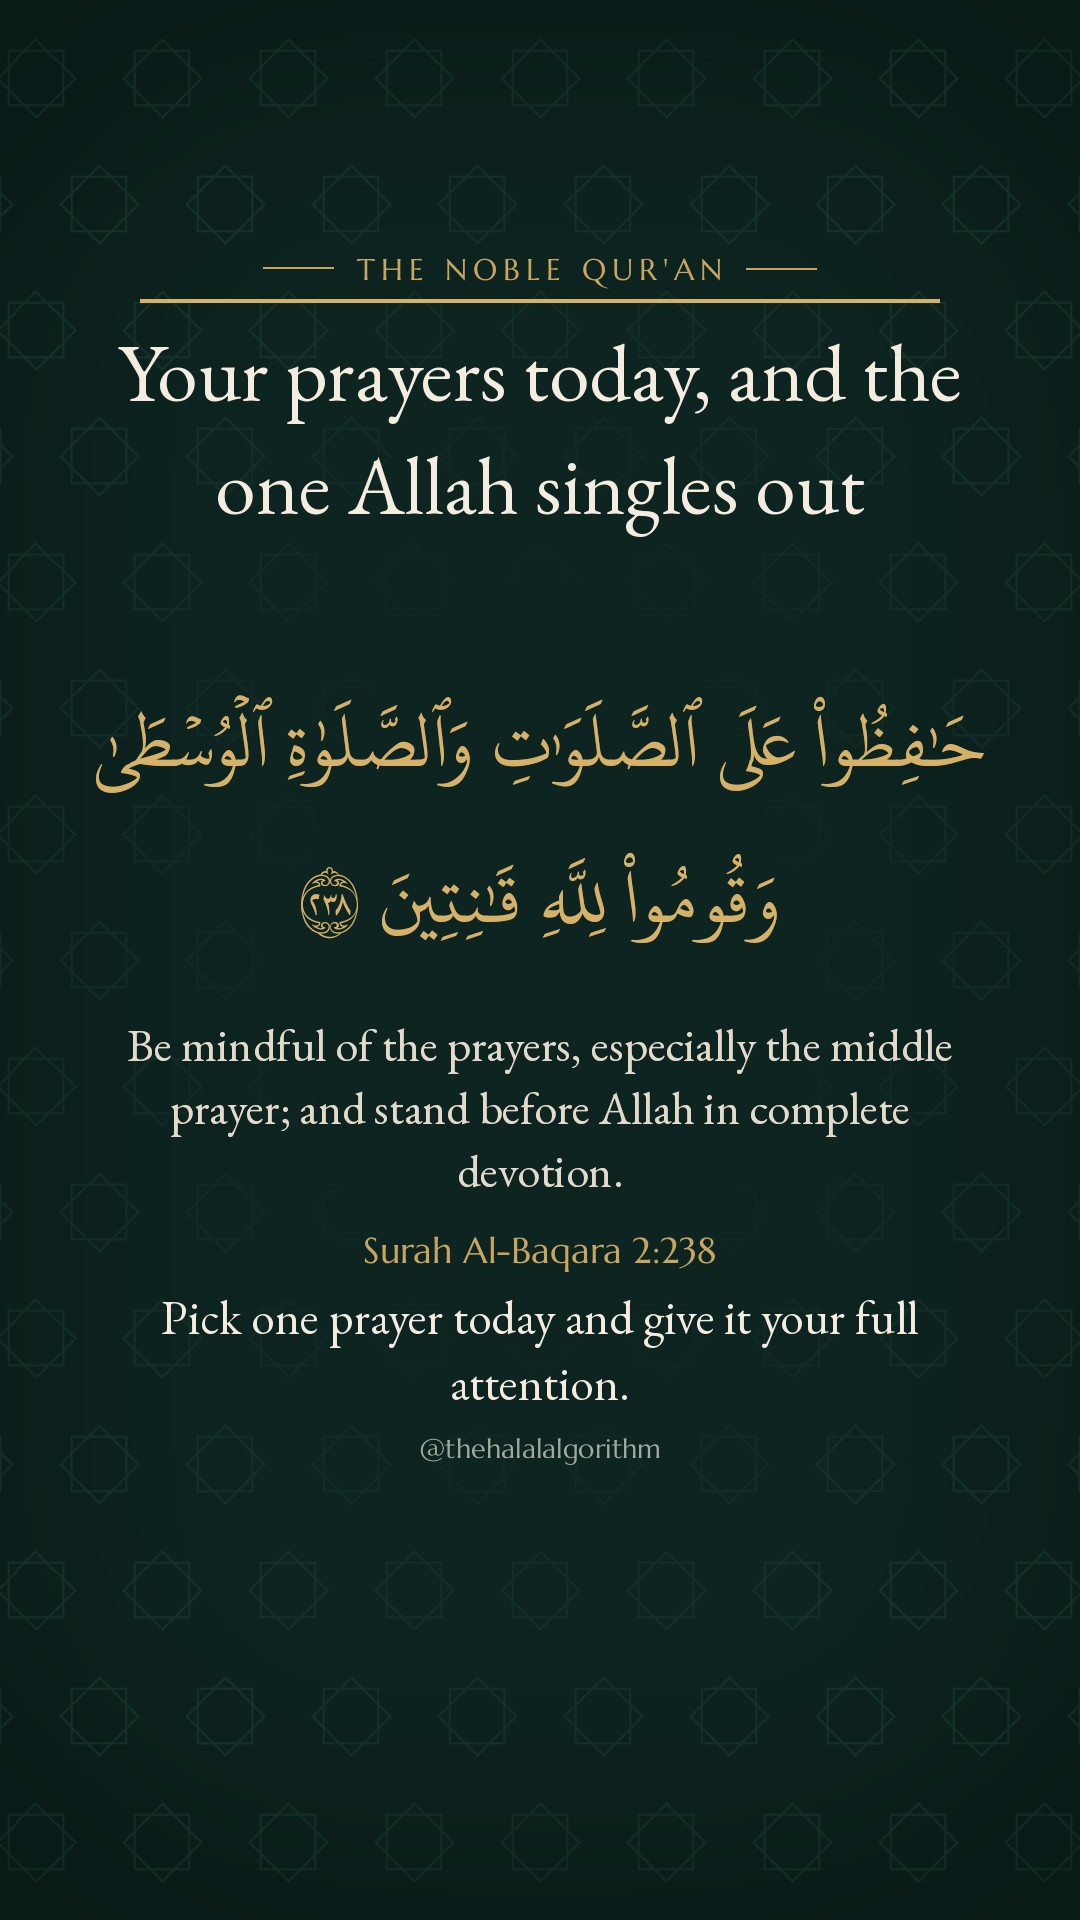 THE NOBLE QUR'AN
Your prayers today, and the
one Allah singles out
حَـٰفِظُوا۟ عَلَى ٱلصَّلَوَٰتِ وَٱلصَّلَوٰةِ ٱلْوُسْطَىٰ
وَقُومُوا۟ لِلَّهِ قَـٰنِتِينَ ٢٣٨
Be mindful of the prayers, especially the middle
prayer; and stand before Allah in complete
devotion.
Surah Al-Baqara 2:238
Pick one prayer today and give it your full
attention.
@thehalalalgorithm